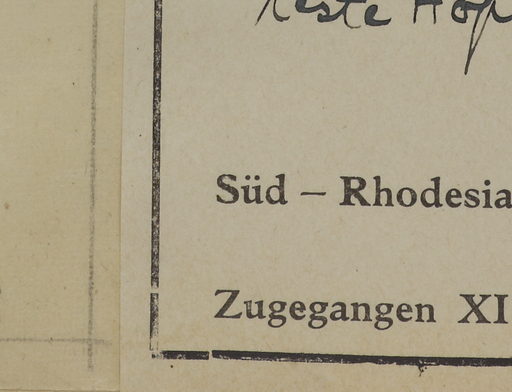 Süd – Rhodesia
Zugegangen XI